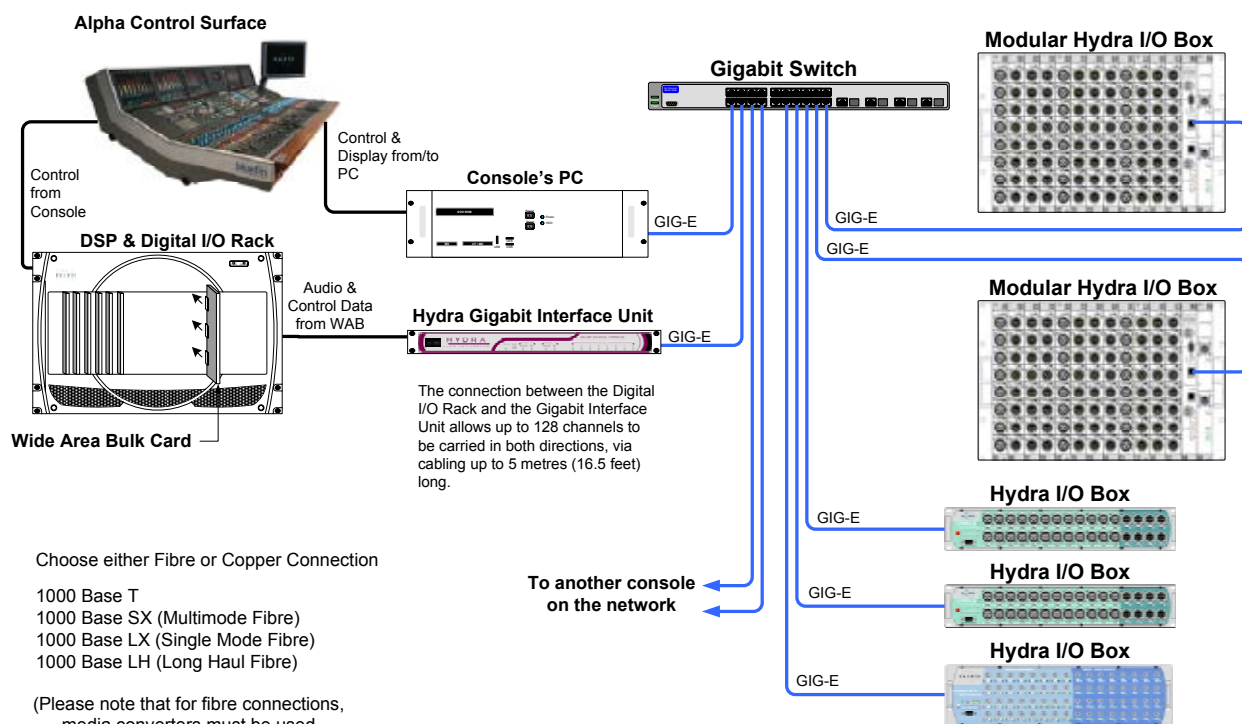 Alpha Control Surface
Modular Hydra I/O Box
Gigabit Switch
Control &
Display from/to
PC
Control
from
Console
Console's PC
GIG-E
GIG-E
GIG-E
DSP & Digital I/O Rack
Audio &
Control Data
from WAB
Hydra Gigabit Interface Unit
HYDRA
GIG-E
Modular Hydra I/O Box
The connection between the Digital
I/O Rack and the Gigabit Interface
Unit allows up to 128 channels to
be carried in both directions, via
cabling up to 5 metres (16.5 feet)
long.
Wide Area Bulk Card
Hydra I/O Box
GIG-E
Choose either Fibre or Copper Connection
1000 Base T
1000 Base SX (Multimode Fibre)
1000 Base LX (Single Mode Fibre)
1000 Base LH (Long Haul Fibre)
To another console
on the network
Hydra I/O Box
GIG-E
Hydra I/O Box
GIG-E
(Please note that for fibre connections,
media converters must be used